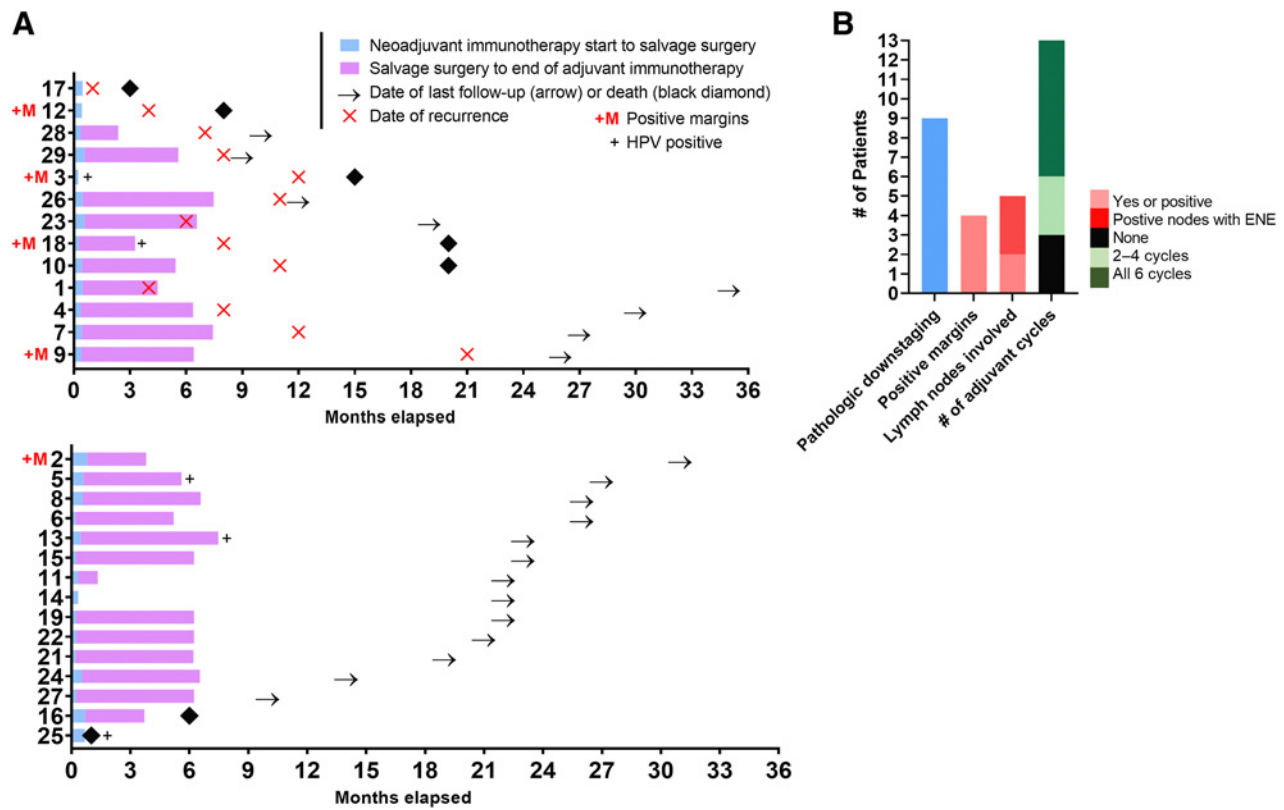 A
Neoadjuvant immunotherapy start to salvage surgery
Salvage surgery to end of adjuvant immunotherapy
Date of last follow-up (arrow) or death (black diamond)
Date of recurrence
+M Positive margins
+ HPV positive
17
+M 12
28
29
+M 3 +
26
23
+M 18 +
10
1
4
7
+M 9
0 3 6 9 12 15 18 21 24 27 30 33 36
Months elapsed
+M 2
5 +
8
6
13 +
15
11
14
19
22
21
24
27
16
25 +
0 3 6 9 12 15 18 21 24 27 30 33 36
Months elapsed
B
# of Patients
13
12
11
10
9
8
7
6
5
4
3
2
1
0
Pathologic downstaging
Positive margins
Lymph nodes involved
# of adjuvant cycles
Yes or positive
Postive nodes with ENE
None
2–4 cycles
All 6 cycles